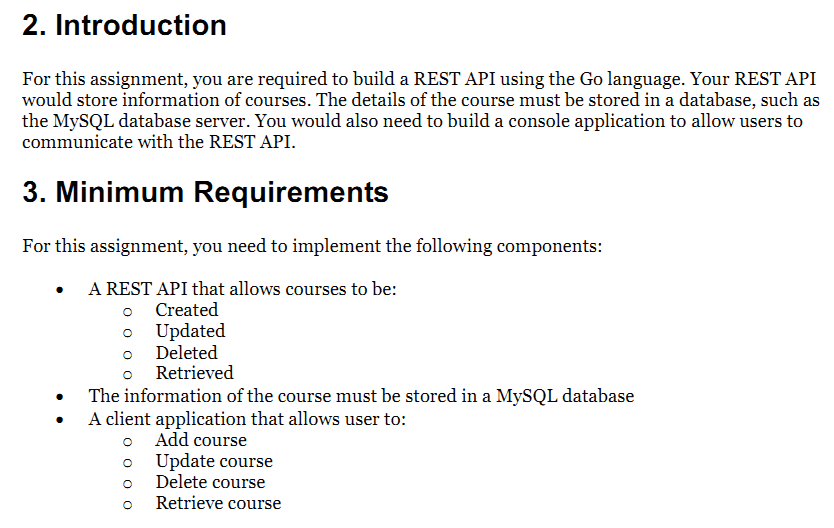 2. Introduction
For this assignment, you are required to build a REST API using the Go language. Your REST API
would store information of courses. The details of the course must be stored in a database, such as
the MySQL database server. You would also need to build a console application to allow users to
communicate with the REST API.
3. Minimum Requirements
For this assignment, you need to implement the following components:
• A REST API that allows courses to be:
o Created
o Updated
o Deleted
o Retrieved
• The information of the course must be stored in a MySQL database
• A client application that allows user to:
o Add course
o Update course
o Delete course
o Retrieve course